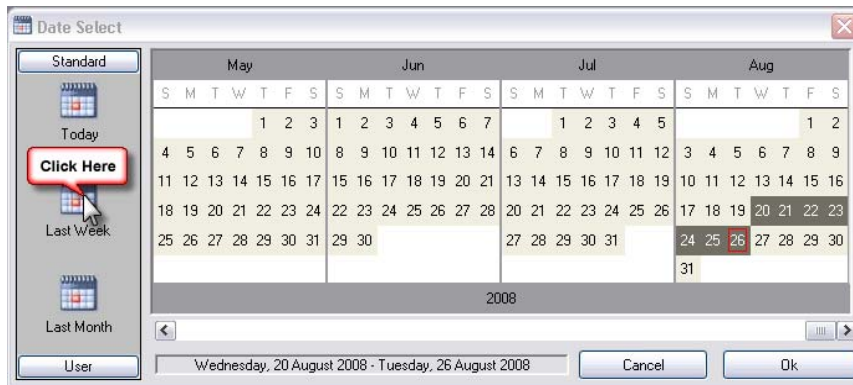 Date Select
Standard
Today
Click Here
Last Week
Last Month
User
May
S M T W T F S
1 2 3
4 5 6 7 8 9 10
11 12 13 14 15 16 17
18 19 20 21 22 23 24
25 26 27 28 29 30 31
Jun
S M T W T F S
1 2 3 4 5 6 7
8 9 10 11 12 13 14
15 16 17 18 19 20 21
22 23 24 25 26 27 28
29 30
Jul
S M T W T F S
1 2 3 4 5
6 7 8 9 10 11 12
13 14 15 16 17 18 19
20 21 22 23 24 25 26
27 28 29 30 31
Aug
S M T W T F S
1 2
3 4 5 6 7 8 9
10 11 12 13 14 15 16
17 18 19 20 21 22 23
24 25 26 27 28 29 30
31
2008
Wednesday, 20 August 2008 - Tuesday, 26 August 2008
Cancel
Ok